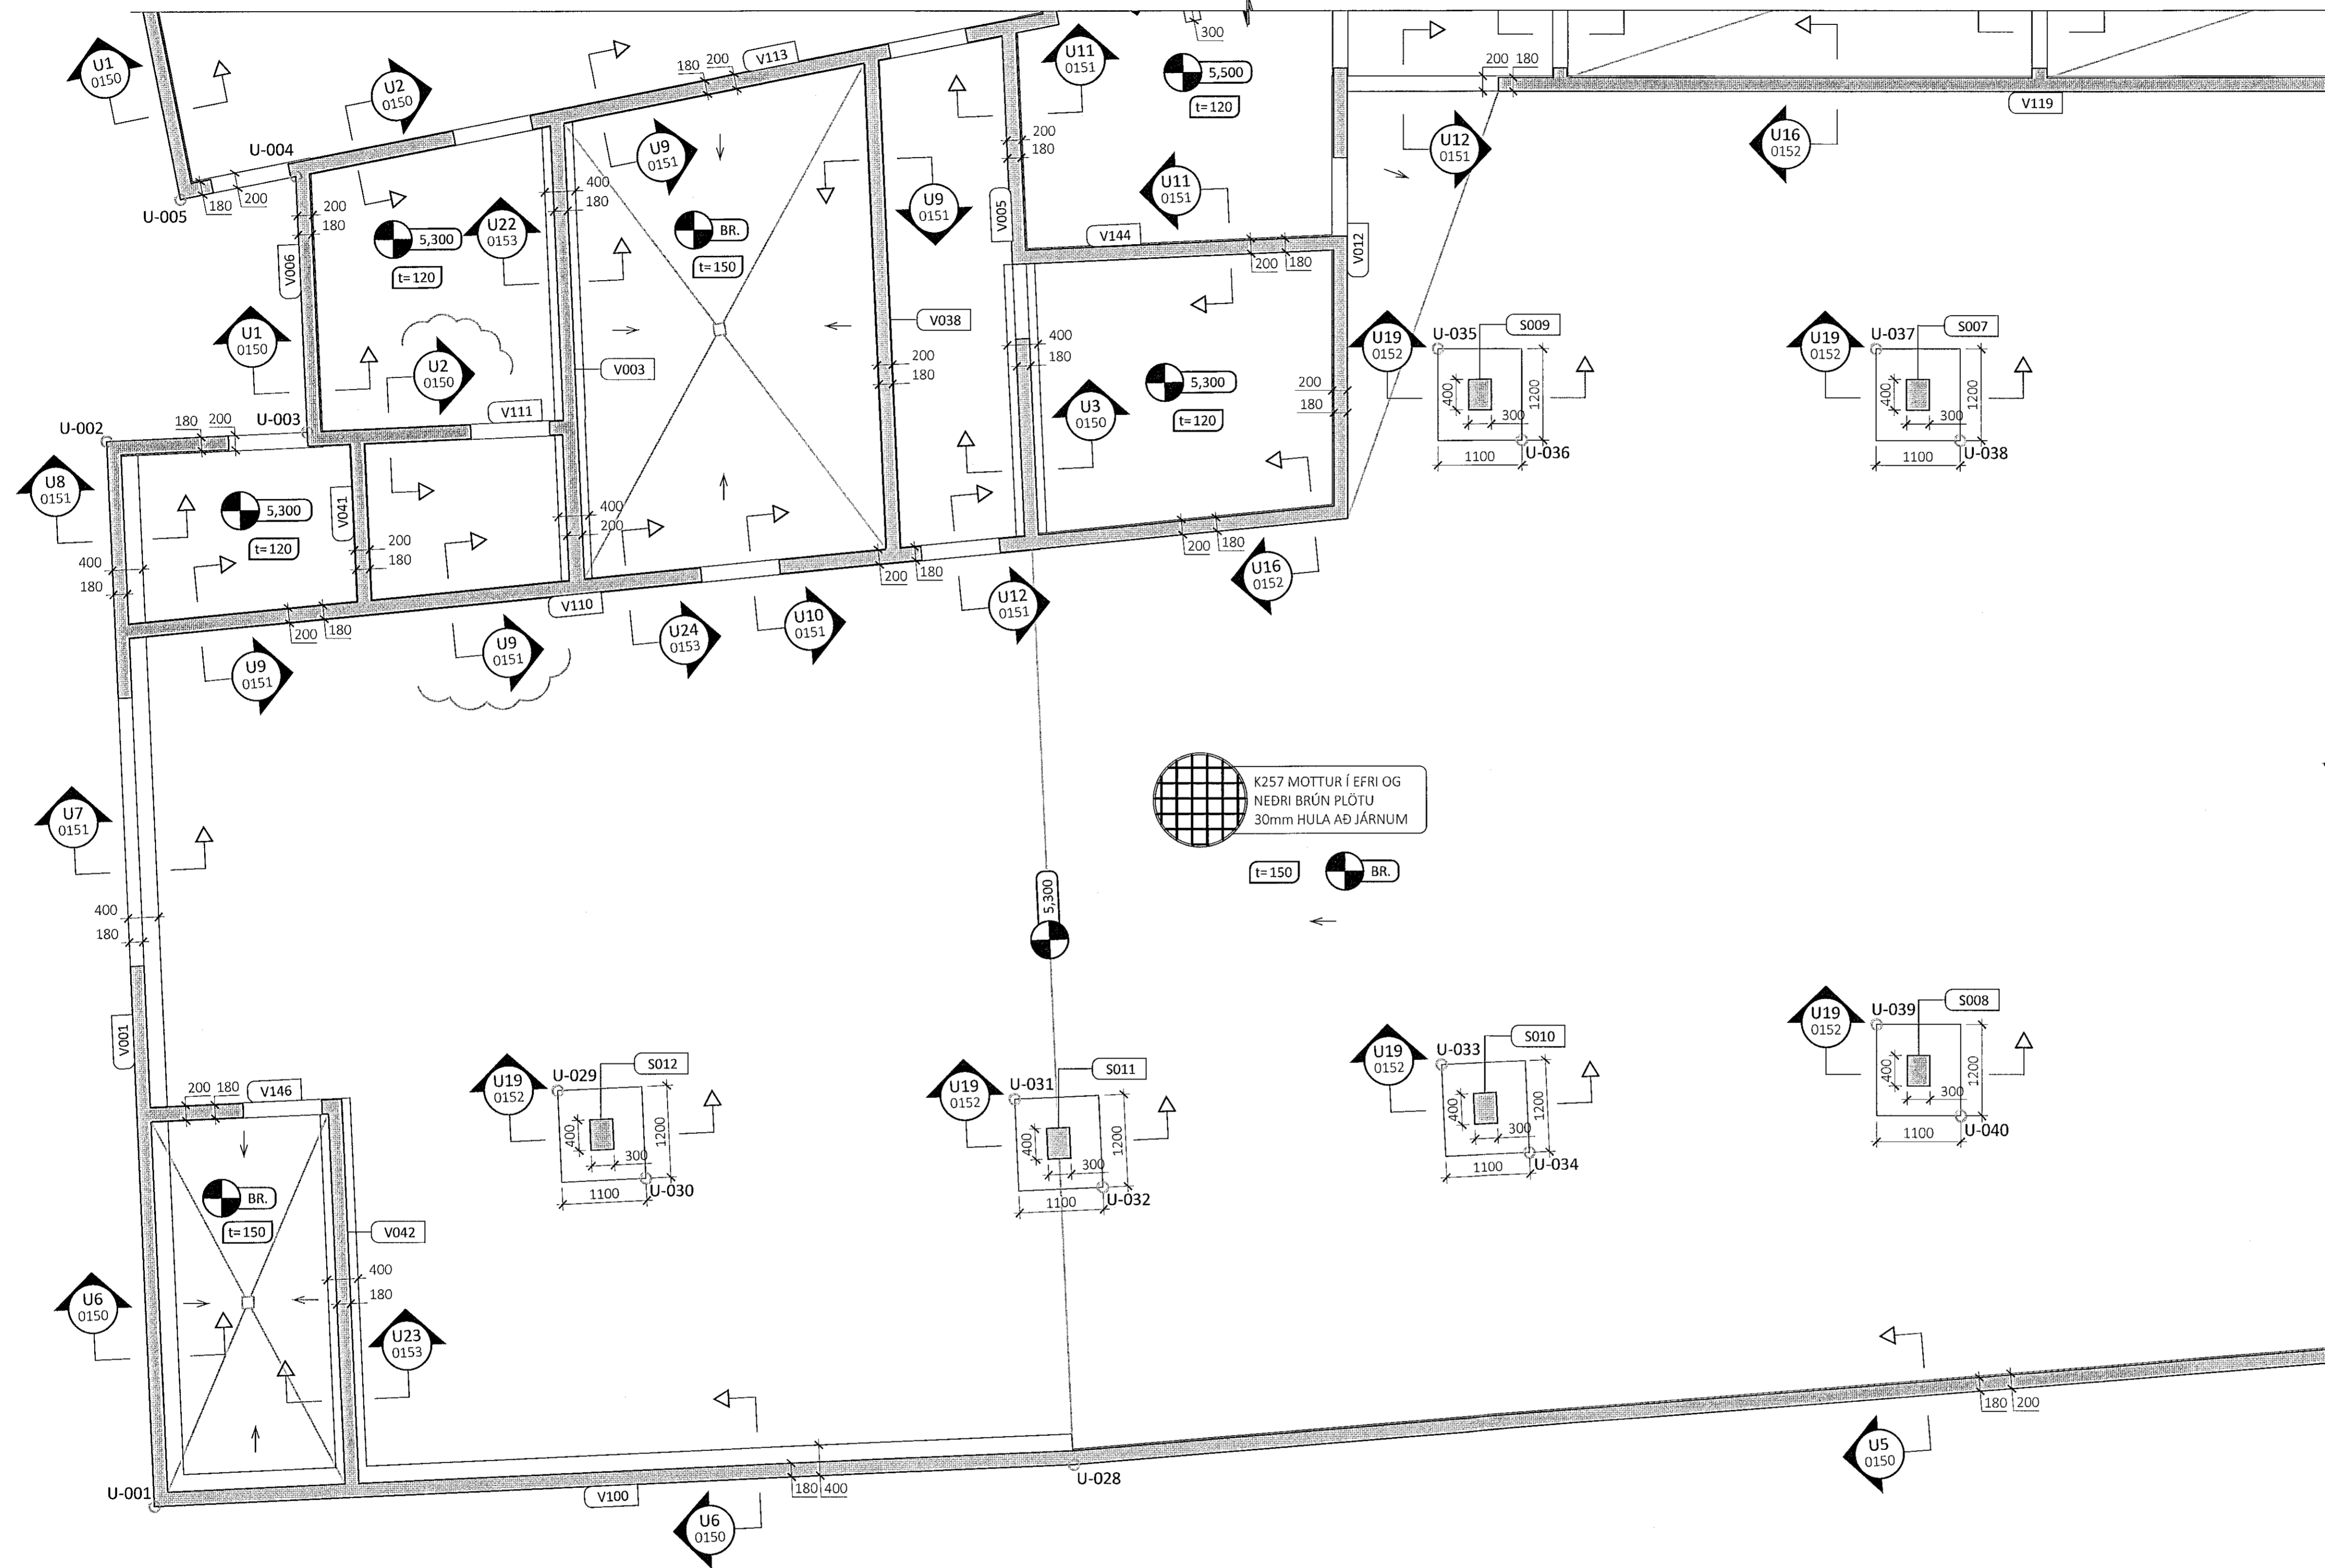 300
U1
0150
U2
0150
180
200
V113
U11
0151
5,500
t=120
200
180
V119
U12
0151
U16
0152
U-004
U-005
180
200
200
180
5,300
t=120
U22
0153
400
180
U9
0151
BR.
t=150
U9
0151
200
180
V005
U11
0151
V144
200
180
V012
V006
U1
0150
U2
0150
V003
V038
200
180
400
180
5,300
t=120
U3
0150
200
180
U19
0152
U-035
S009
400
300
1200
1100
U-036
U19
0152
U-037
S007
400
300
1200
1100
U-038
U-002
180
200
U-003
V111
U8
0151
5,300
t=120
V041
200
180
400
200
400
180
200
180
V110
200
180
200
180
U16
0152
U9
0151
U9
0151
U24
0153
U10
0151
U12
0151
U7
0151
K257 MOTTUR Í EFRI OG
NEÐRI BRÚN PLÖTU
30mm HULA AÐ JÁRNUM
t=150
BR.
400
180
5,300
V001
200
180
V146
U19
0152
U-029
S012
400
300
1200
1100
U-030
U19
0152
U-031
S011
400
300
1200
1100
U-032
U19
0152
U-033
S010
400
300
1200
1100
U-034
U19
0152
U-039
S008
400
300
1200
1100
U-040
BR.
t=150
V042
400
180
U6
0150
U23
0153
180
200
U5
0150
U-001
V100
180
400
U-028
U6
0150